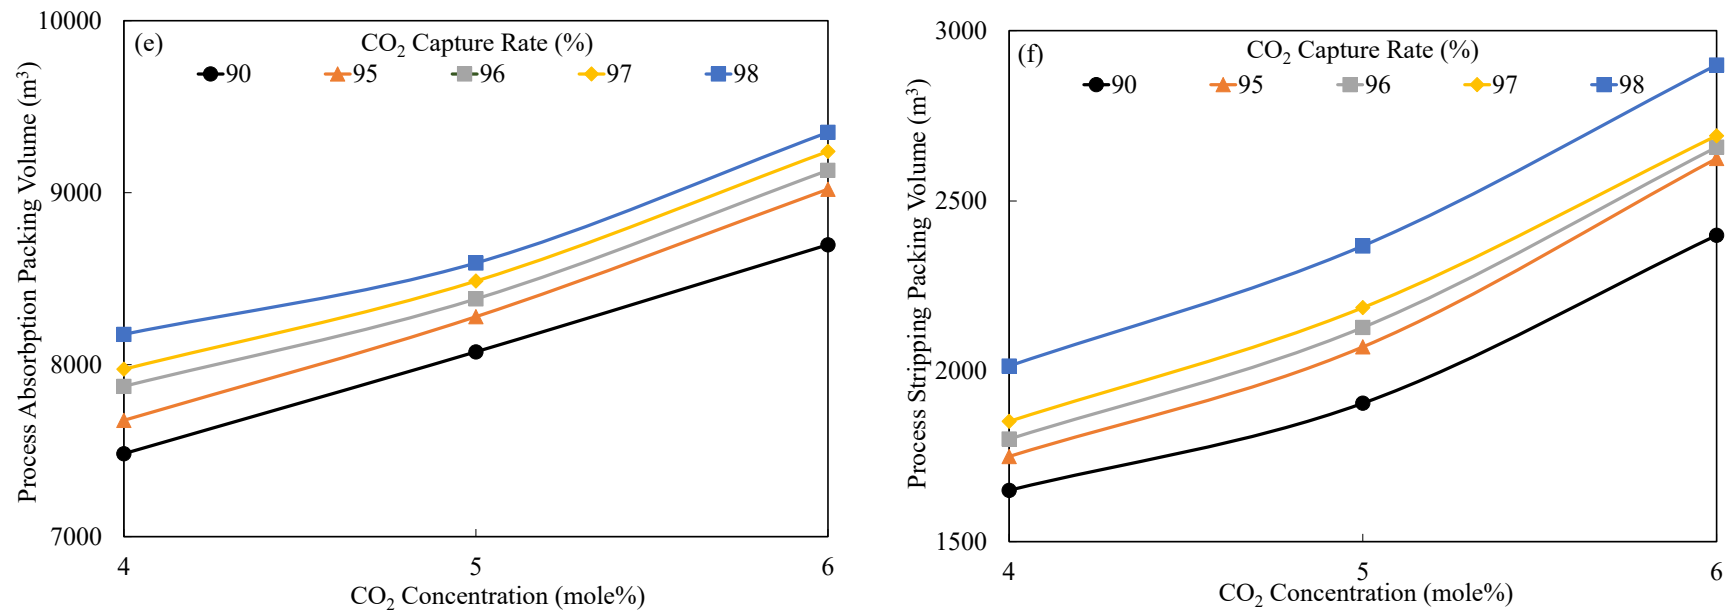 (e)
CO2 Capture Rate (%)
90 95 96 97 98
Process Absorbption Packing Volume (m³)
10000
9000
8000
7000
4 5 6
CO2 Concentration (mole%)
(f)
CO2 Capture Rate (%)
90 95 96 97 98
Process Stripping Packing Volume (m³)
3000
2500
2000
1500
4 5 6
CO2 Concentration (mole%)